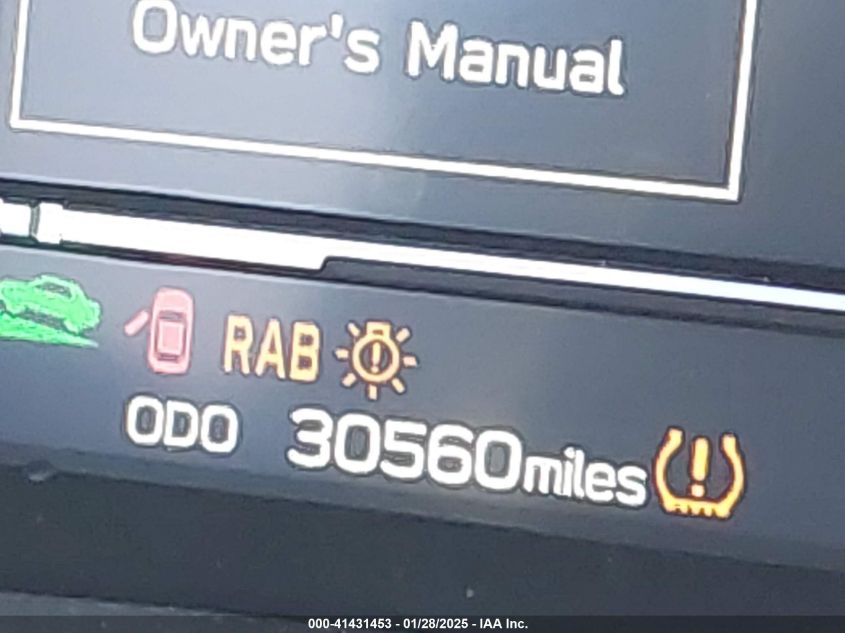 Owner's Manual
RAB
ODO 30560miles
000-41431453 - 01/28/2025 - IAA Inc.